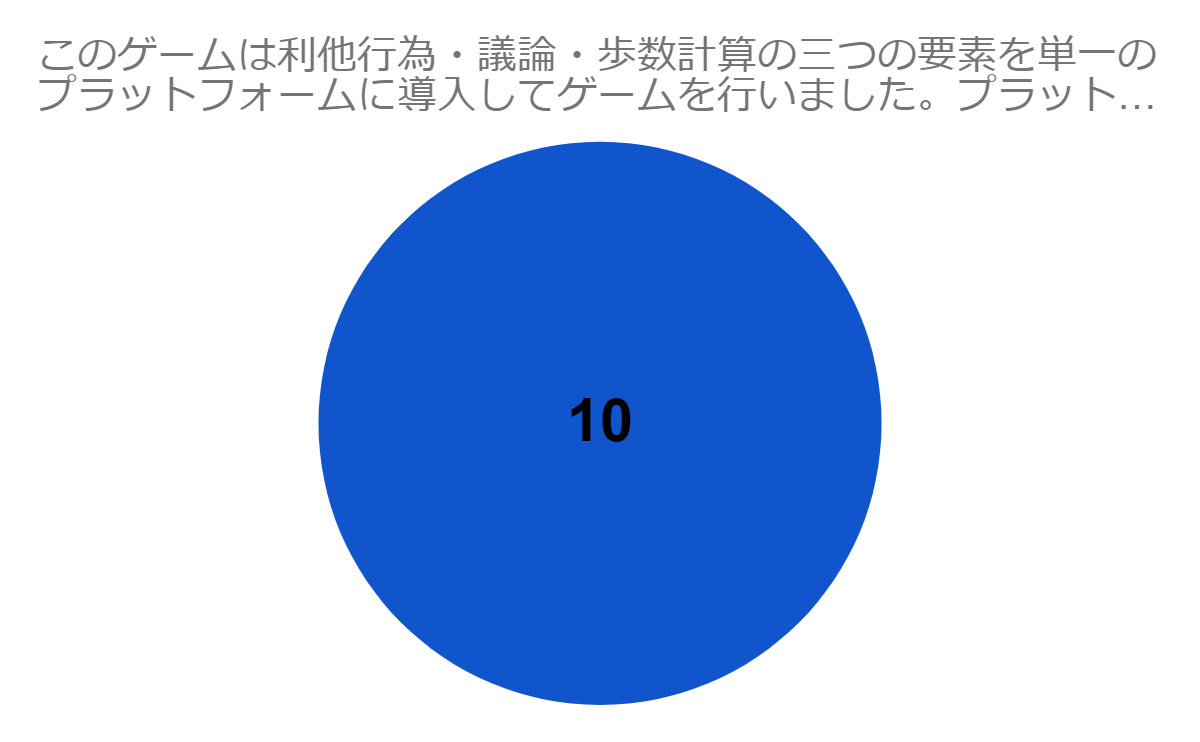 このゲームは利他行為・議論・歩数計算の三つの要素を単一の
プラットフォームに導入してゲームを行いました。プラット…
10